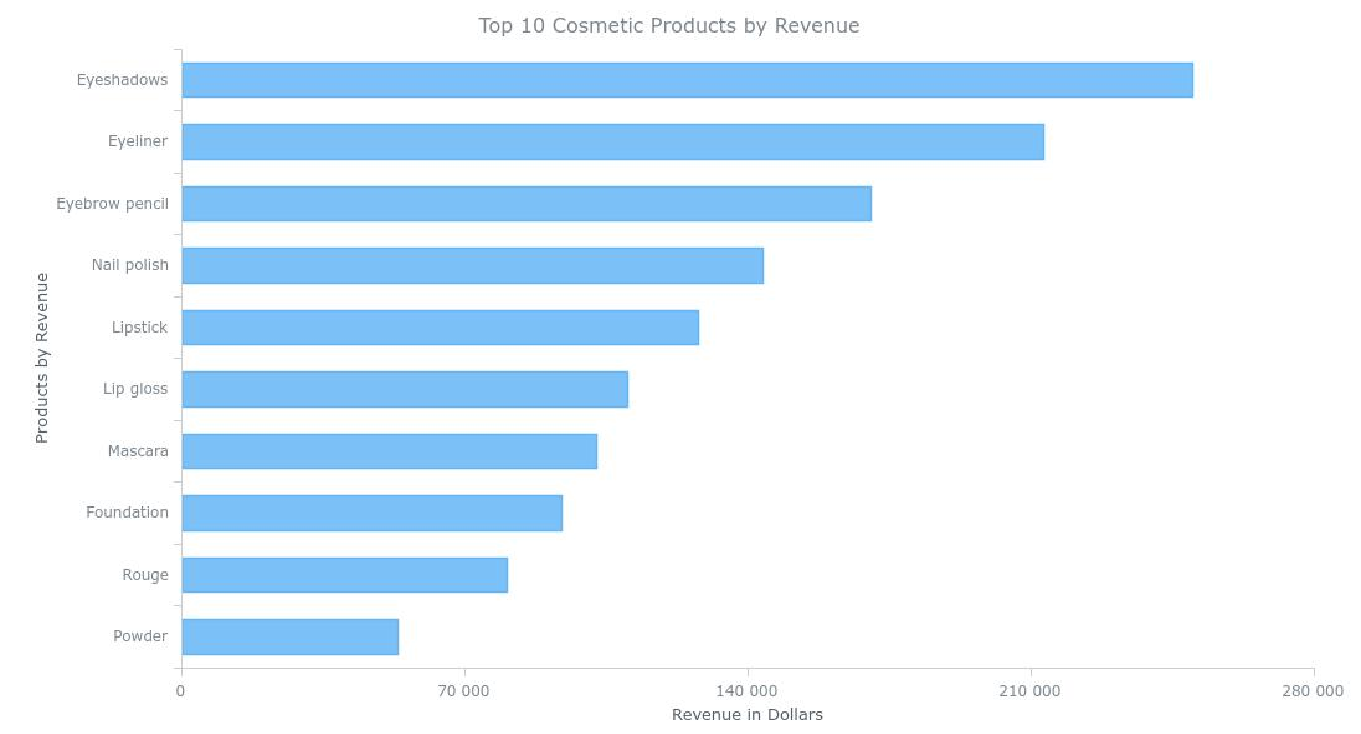 Top 10 Cosmetic Products by Revenue
Products by Revenue
Eyeshadows
Eyeliner
Eyebrow pencil
Nail polish
Lipstick
Lip gloss
Mascara
Foundation
Rouge
Powder
0 70 000 140 000 210 000 280 000
Revenue in Dollars